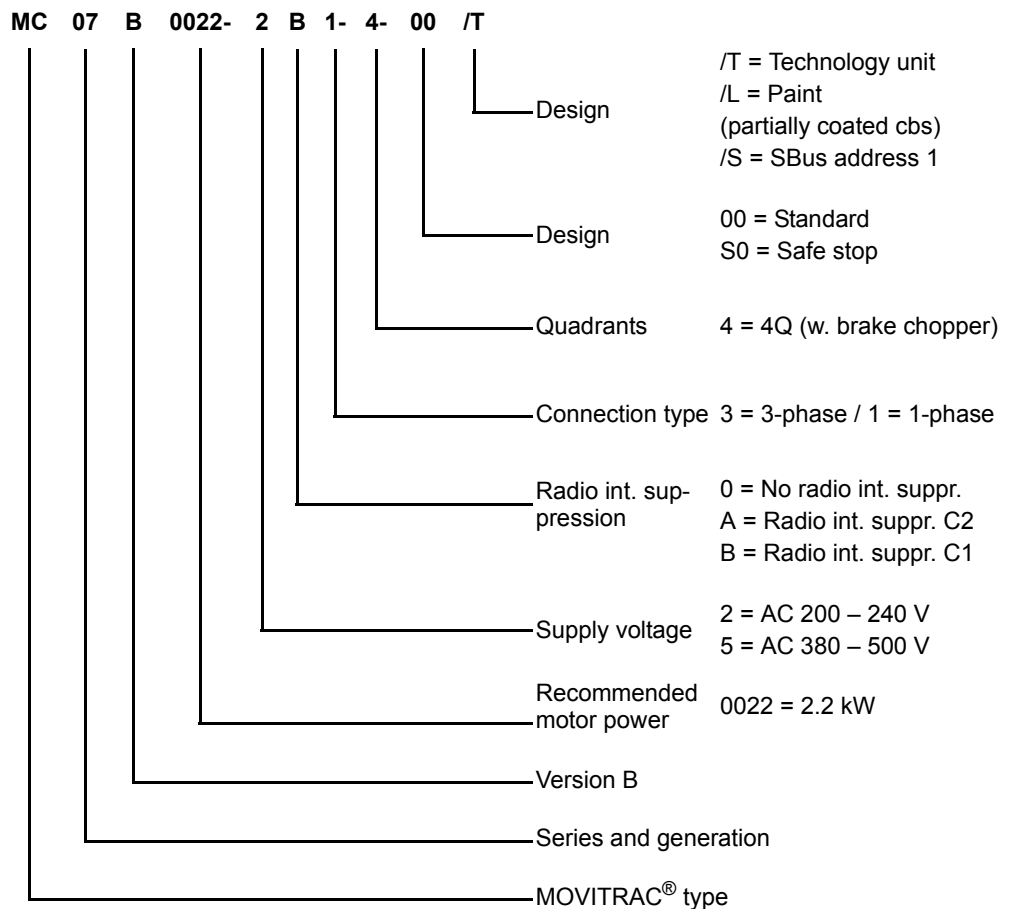 MC 07 B 0022- 2 B 1- 4- 00 /T
Design
/T = Technology unit
/L = Paint
(partially coated cbs)
/S = SBus address 1
Design
00 = Standard
S0 = Safe stop
Quadrants
4 = 4Q (w. brake chopper)
Connection type
3 = 3-phase / 1 = 1-phase
Radio int. sup-
pression
0 = No radio int. suppr.
A = Radio int. suppr. C2
B = Radio int. suppr. C1
Supply voltage
2 = AC 200 – 240 V
5 = AC 380 – 500 V
Recommended
motor power
0022 = 2.2 kW
Version B
Series and generation
MOVITRAC® type